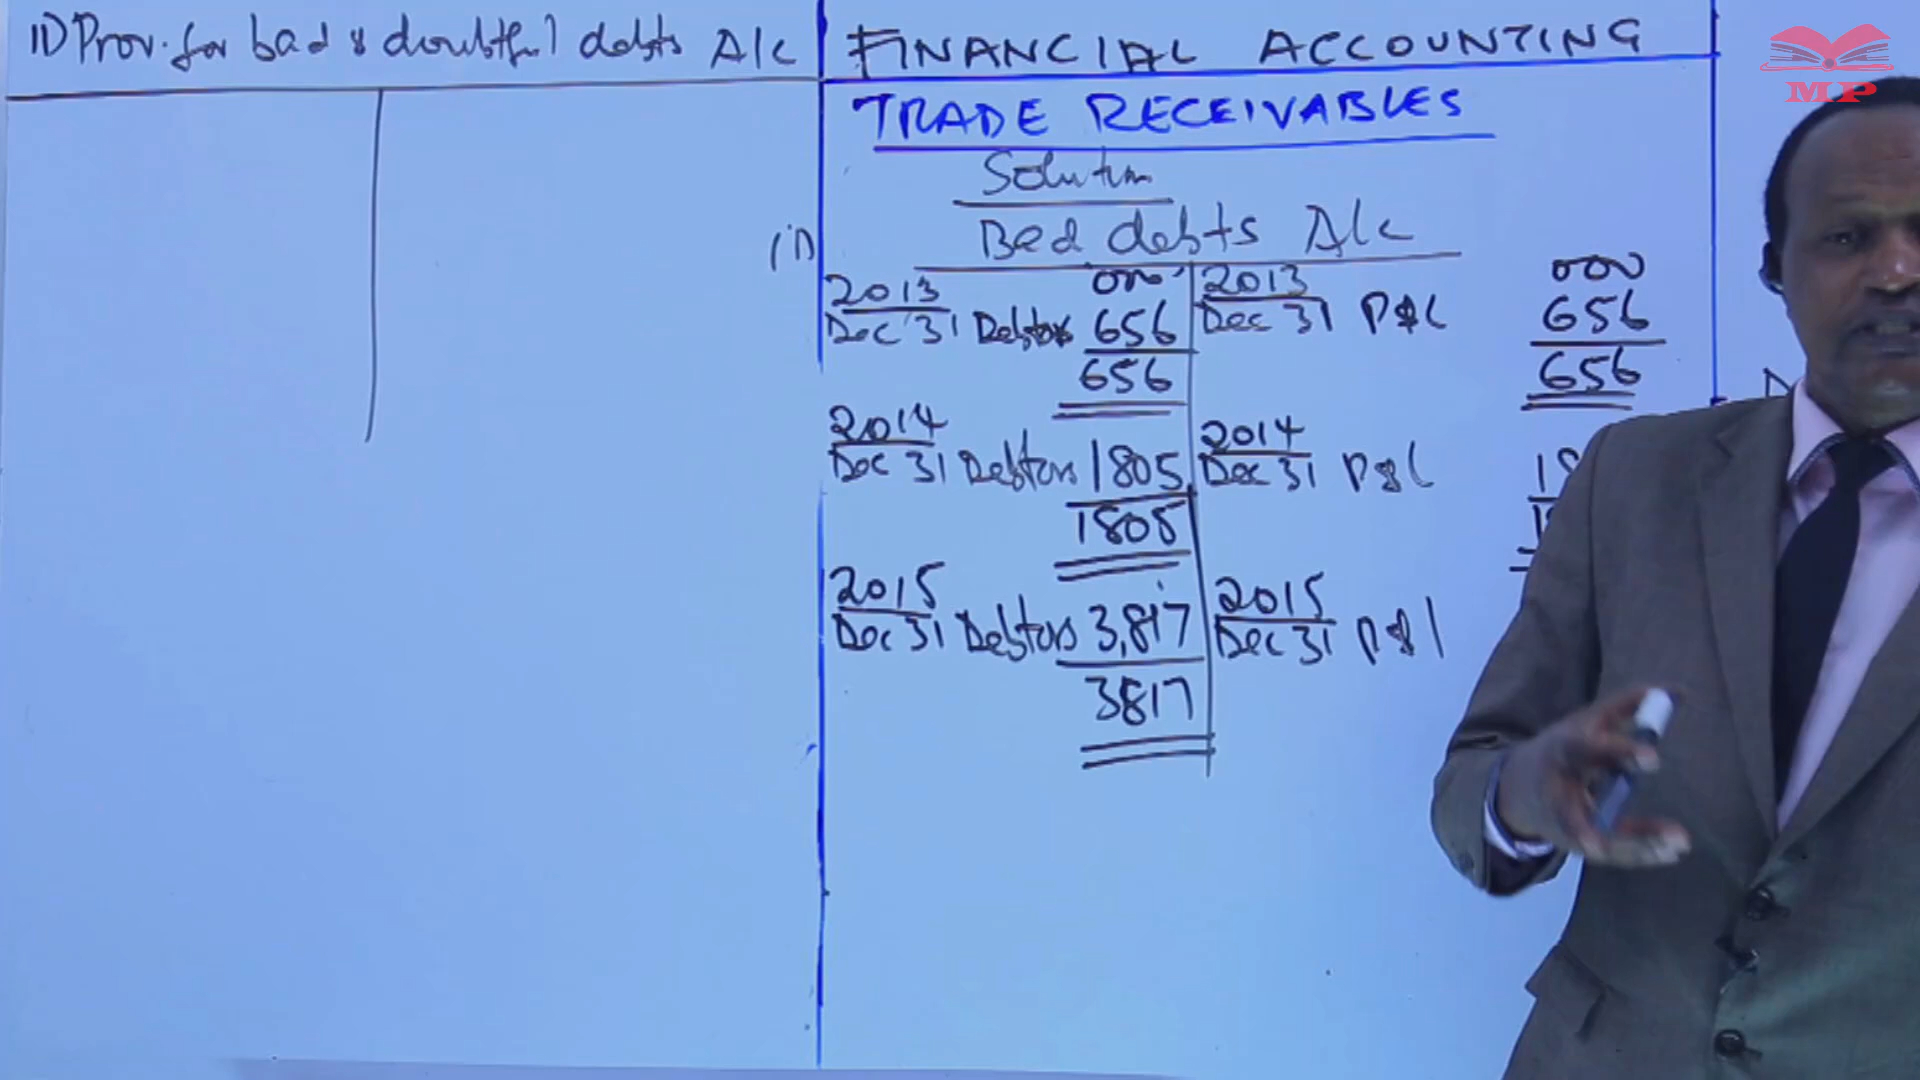 11) Prov. for bad & doubtful debts A/c
FINANCIAL ACCOUNTING
TRADE RECEIVABLES
Solution
Bad debts A/c
2013 000' 2013 000
Dec 31 Debtors 656 Dec 31 P&L 656
656 656
2014 2014
Dec 31 Debtors 1805 Dec 31 P&L
1805
2015 2015
Dec 31 Debtors 3,817 Dec 31 P&L
3817
MP